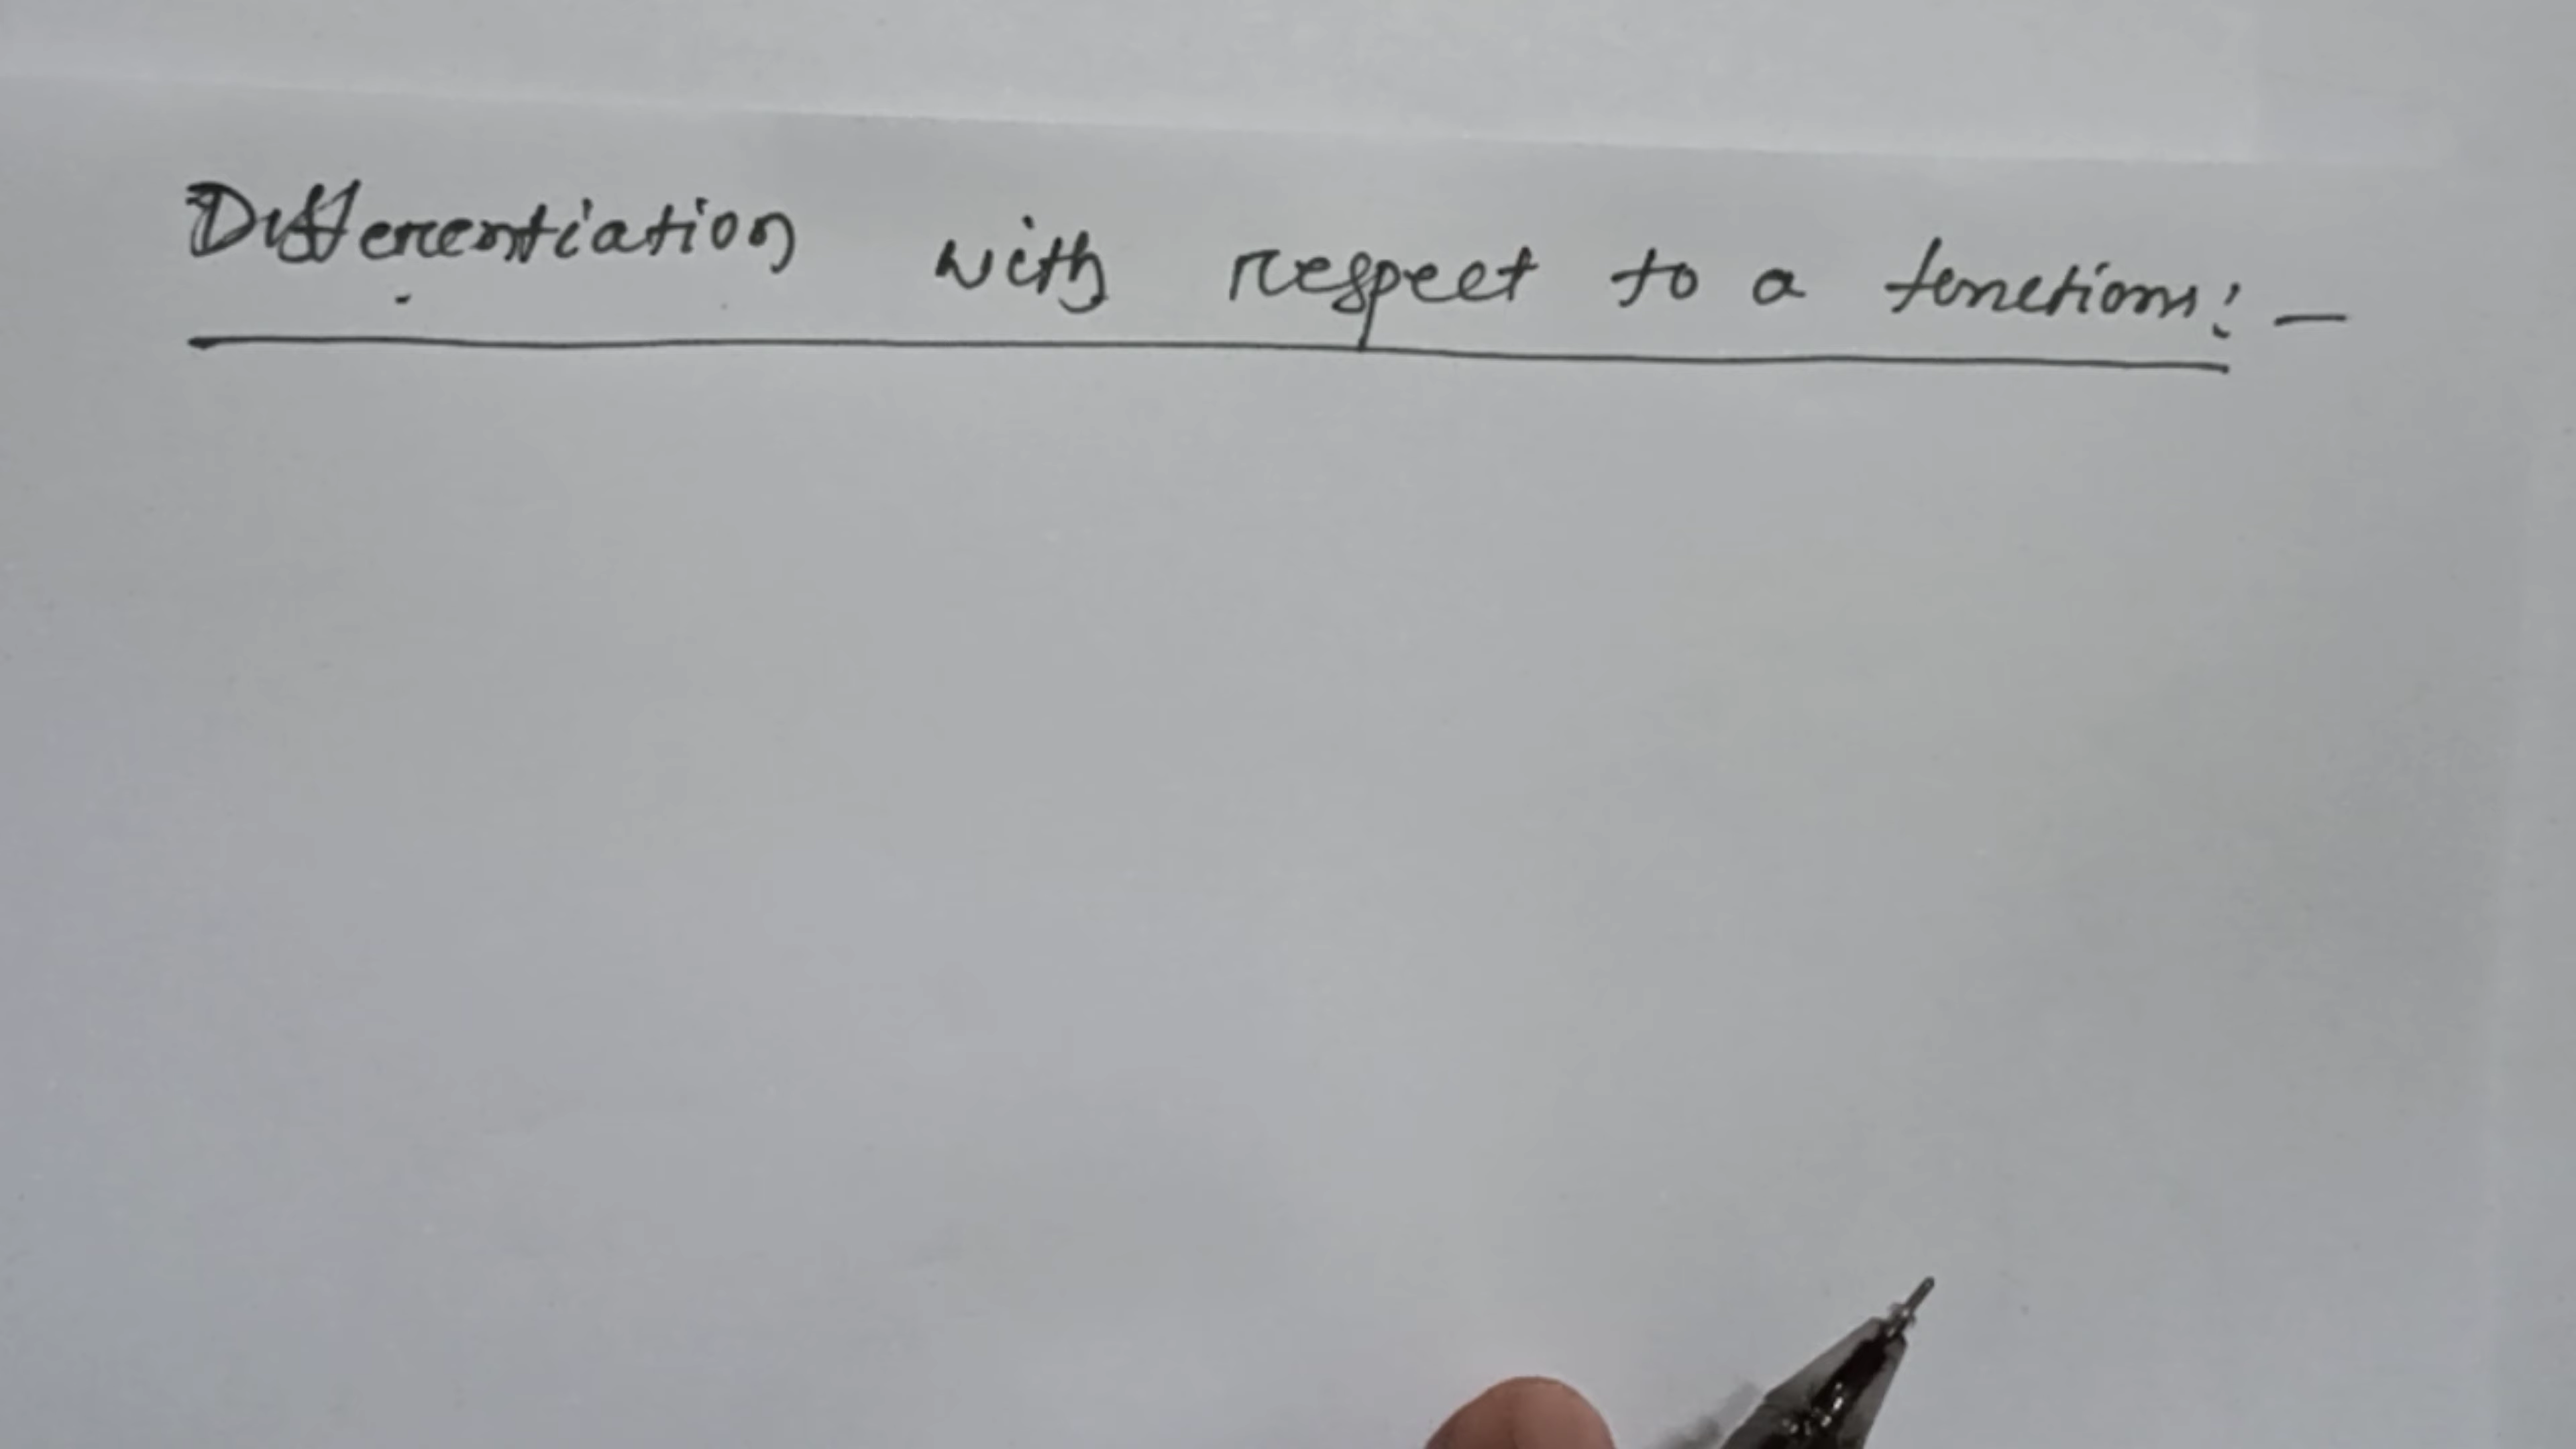 Differentiation with respect to a functions: -